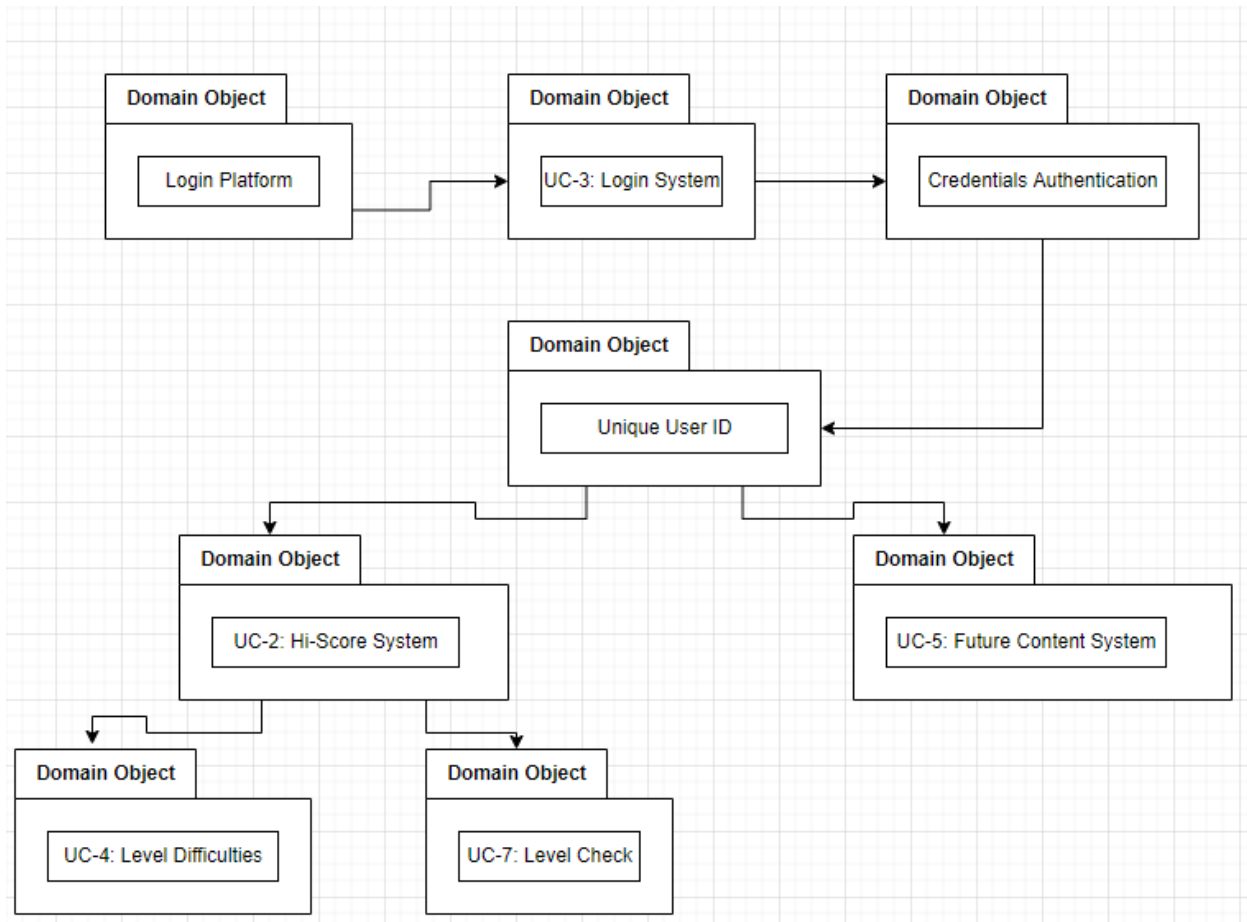 Domain Object
Login Platform
Domain Object
UC-3: Login System
Domain Object
Credentials Authentication
Domain Object
Unique User ID
Domain Object
UC-2: Hi-Score System
Domain Object
UC-5: Future Content System
Domain Object
UC-4: Level Difficulties
Domain Object
UC-7: Level Check